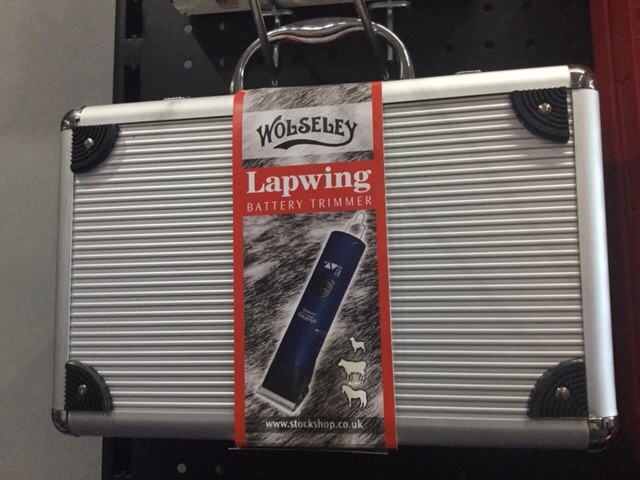 WOLSELEY
Lapwing
BATTERY TRIMMER
www.stockshop.co.uk